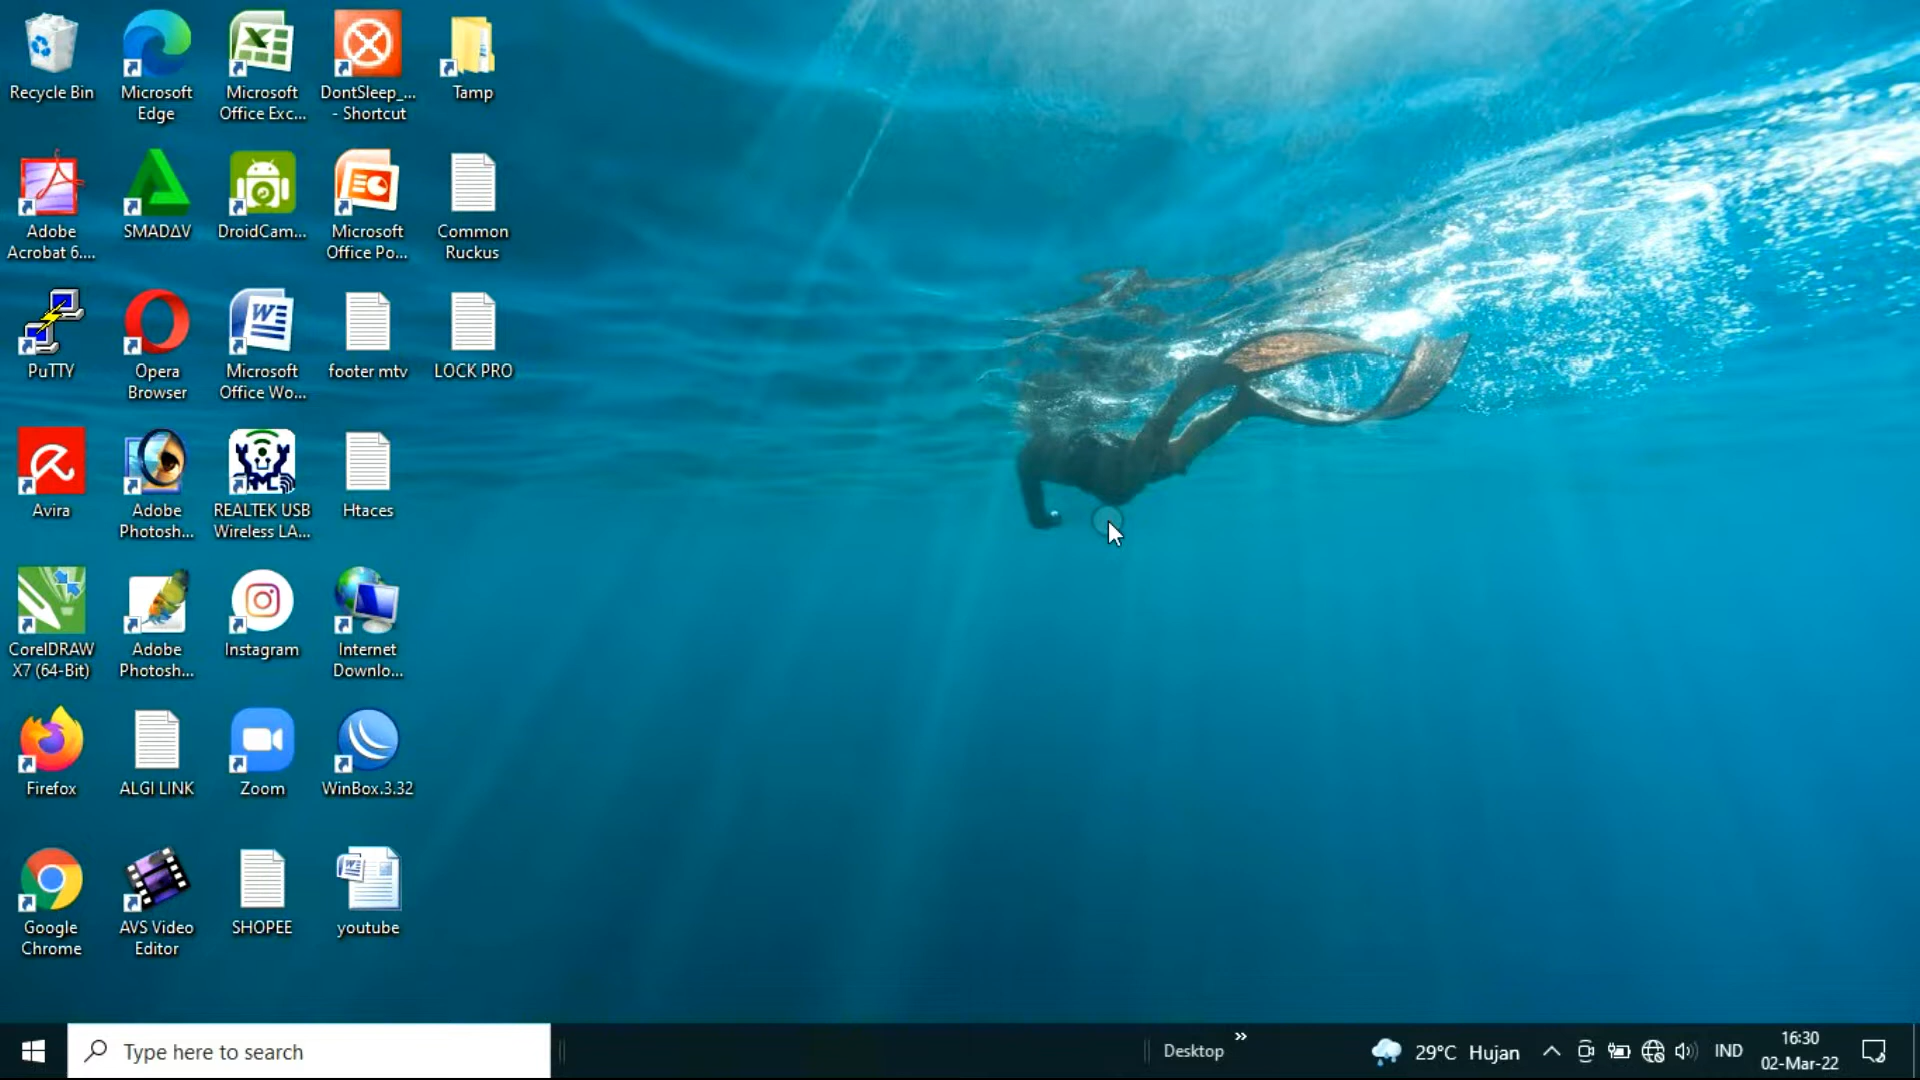 Recycle Bin
Microsoft
Edge
Microsoft
Office Exc...
DontSleep_...
- Shortcut
Tamp
Adobe
Acrobat 6....
SMADΔV
DroidCam...
Microsoft
Office Po...
Common
Ruckus
PuTTY
Opera
Browser
Microsoft
Office Wo...
footer mtv
LOCK PRO
Avira
Adobe
Photosh...
REALTEK USB
Wireless LA...
Htaces
CorelDRAW
X7 (64-Bit)
Adobe
Photosh...
Instagram
Internet
Downlo...
Firefox
ALGI LINK
Zoom
WinBox.3.32
Google
Chrome
AVS Video
Editor
SHOPEE
youtube
Type here to search
Desktop
29°C Hujan
IND
16:30
02-Mar-22